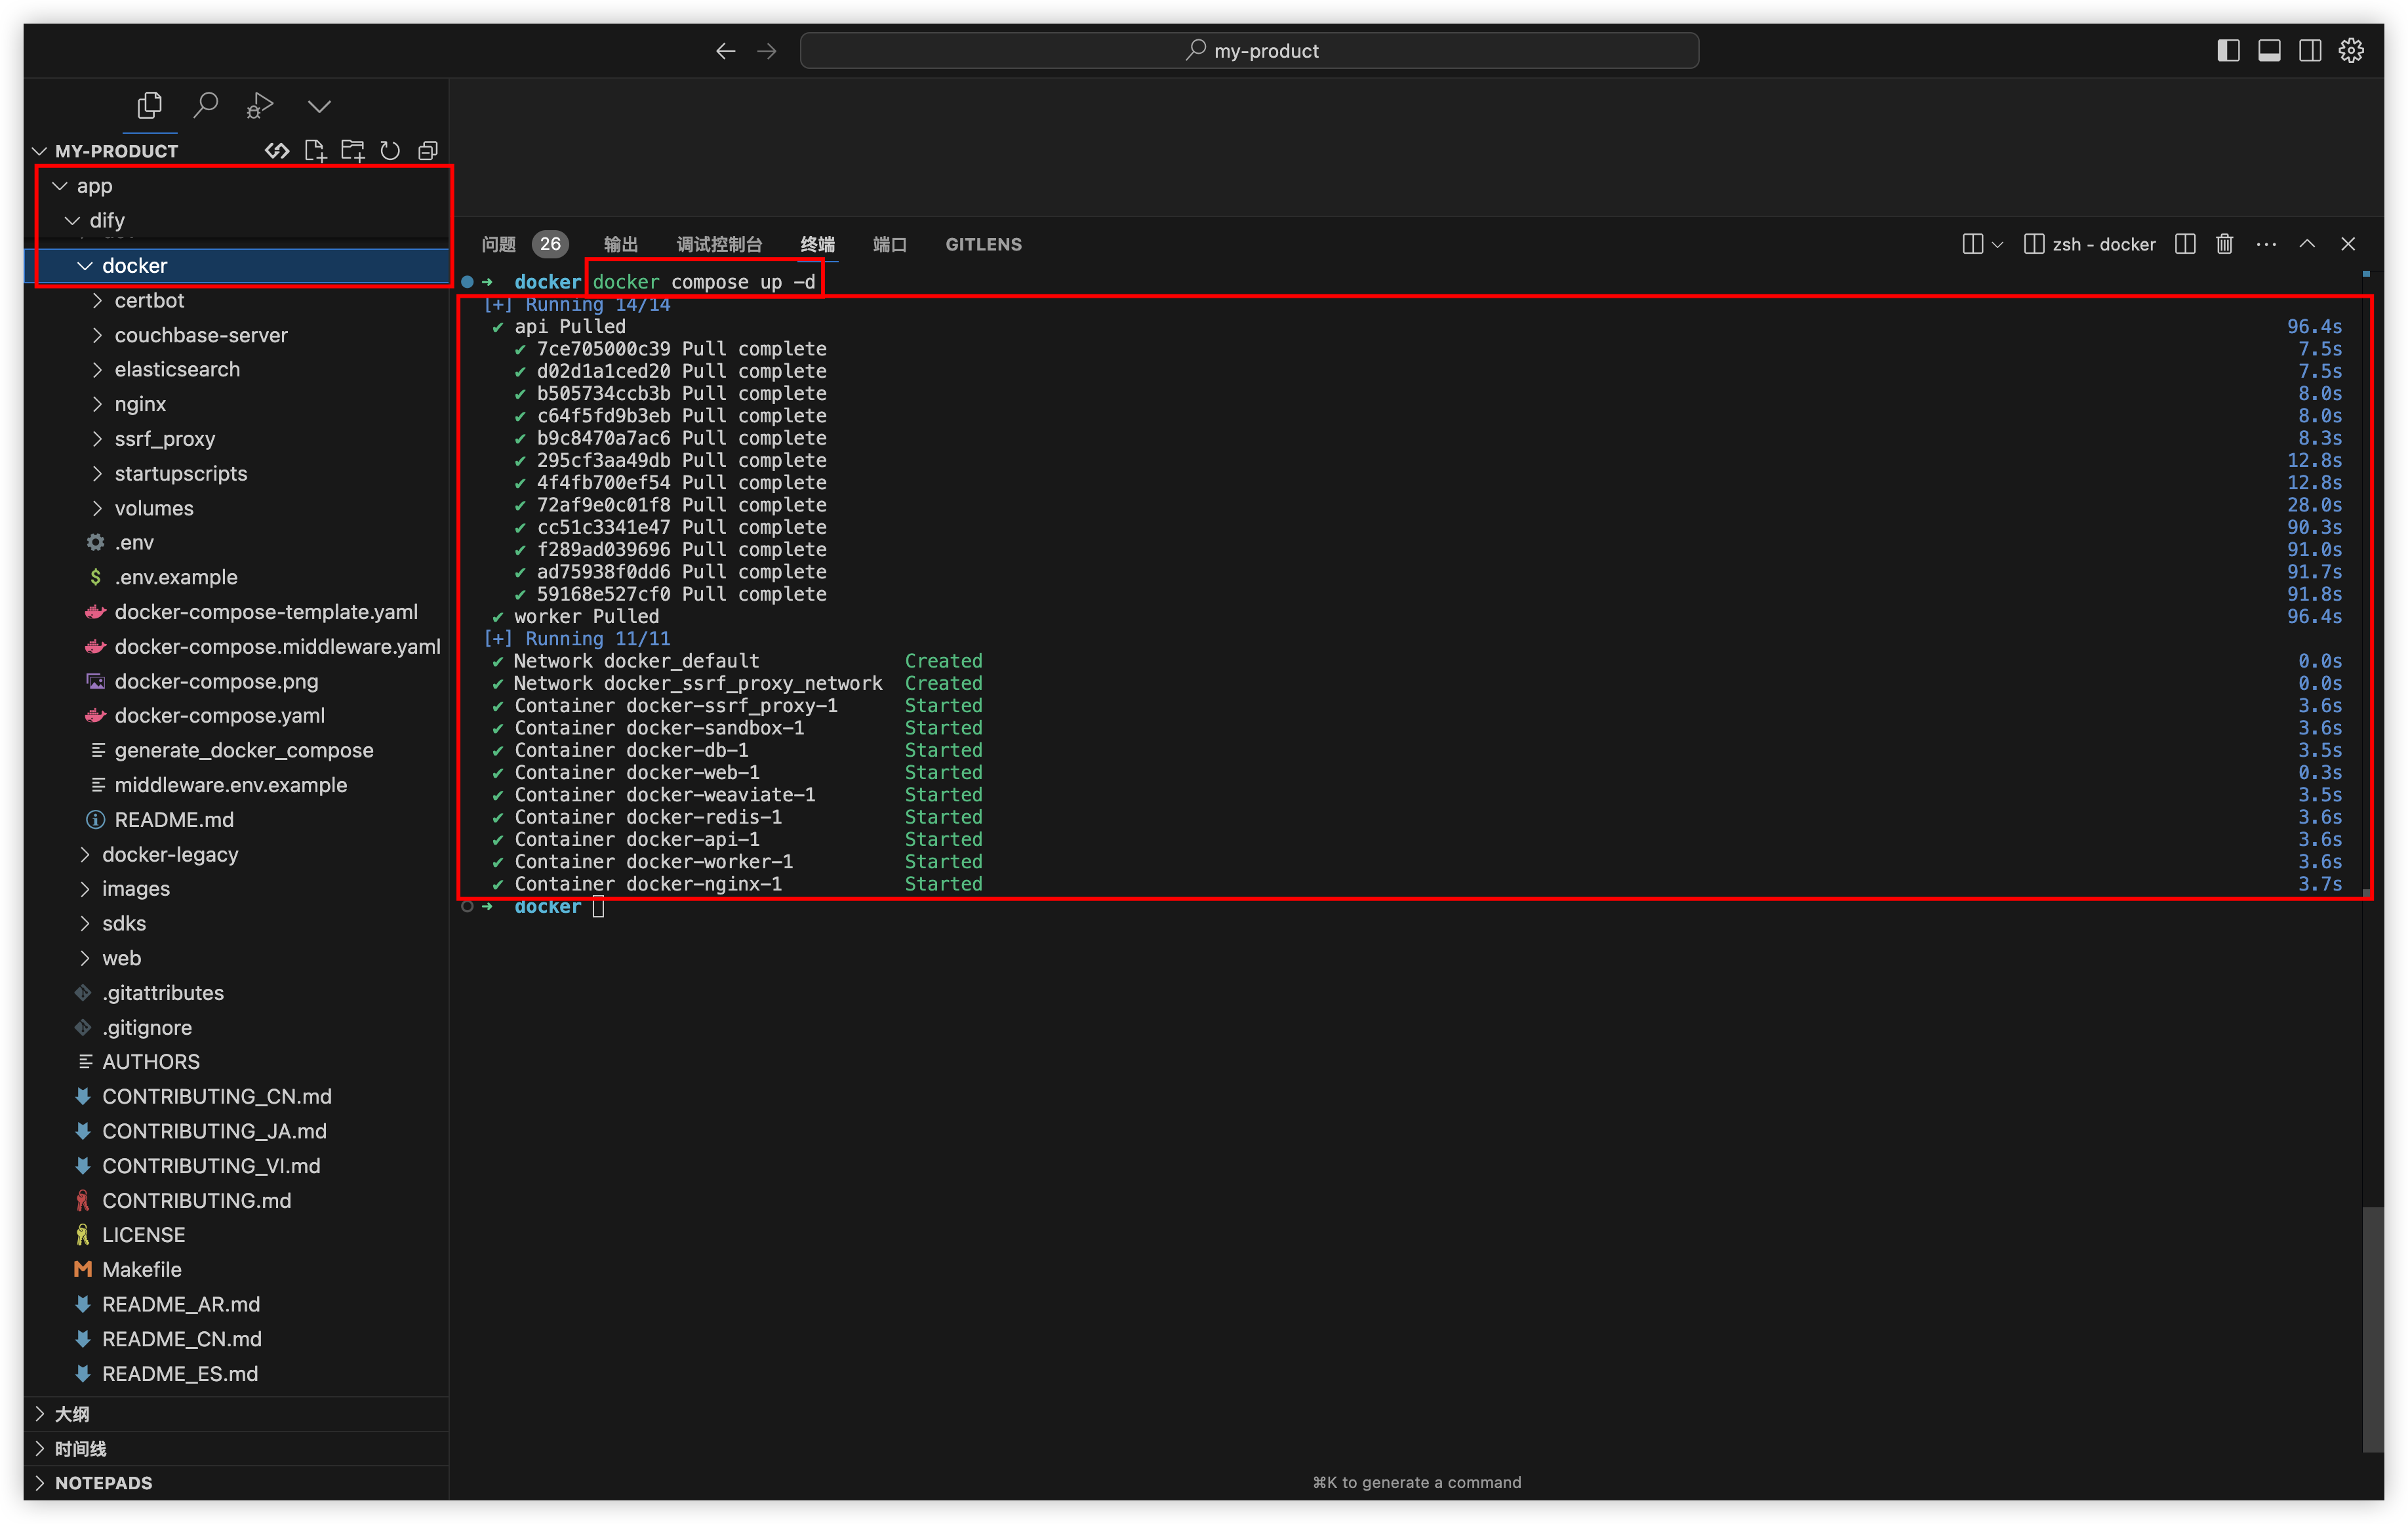 my-product
MY-PRODUCT
app
dify
docker
certbot
couchbase-server
elasticsearch
nginx
ssrf_proxy
startupscripts
volumes
.env
.env.example
docker-compose-template.yaml
docker-compose.middleware.yaml
docker-compose.png
docker-compose.yaml
generate_docker_compose
middleware.env.example
README.md
docker-legacy
images
sdks
web
.gitattributes
.gitignore
AUTHORS
CONTRIBUTING_CN.md
CONTRIBUTING_JA.md
CONTRIBUTING_VI.md
CONTRIBUTING.md
LICENSE
Makefile
README_AR.md
README_CN.md
README_ES.md
大纲
时间线
NOTEPADS
问题 26 输出 调试控制台 终端 端口 GITLENS zsh - docker
➜ docker docker compose up -d
[+] Running 14/14
✔ api Pulled 96.4s
✔ 7ce705000c39 Pull complete 7.5s
✔ d02d1a1ced20 Pull complete 7.5s
✔ b505734ccb3b Pull complete 8.0s
✔ c64f5fd9b3eb Pull complete 8.0s
✔ b9c8470a7ac6 Pull complete 8.3s
✔ 295cf3aa49db Pull complete 12.8s
✔ 4f4fb700ef54 Pull complete 12.8s
✔ 72af9e0c01f8 Pull complete 28.0s
✔ cc51c3341e47 Pull complete 90.3s
✔ f289ad039696 Pull complete 91.0s
✔ ad75938f0dd6 Pull complete 91.7s
✔ 59168e527cf0 Pull complete 91.8s
✔ worker Pulled 96.4s
[+] Running 11/11
✔ Network docker_default Created 0.0s
✔ Network docker_ssrf_proxy_network Created 0.0s
✔ Container docker-ssrf_proxy-1 Started 3.6s
✔ Container docker-sandbox-1 Started 3.6s
✔ Container docker-db-1 Started 3.5s
✔ Container docker-web-1 Started 0.3s
✔ Container docker-weaviate-1 Started 3.5s
✔ Container docker-redis-1 Started 3.6s
✔ Container docker-api-1 Started 3.6s
✔ Container docker-worker-1 Started 3.6s
✔ Container docker-nginx-1 Started 3.7s
➜ docker
⌘K to generate a command